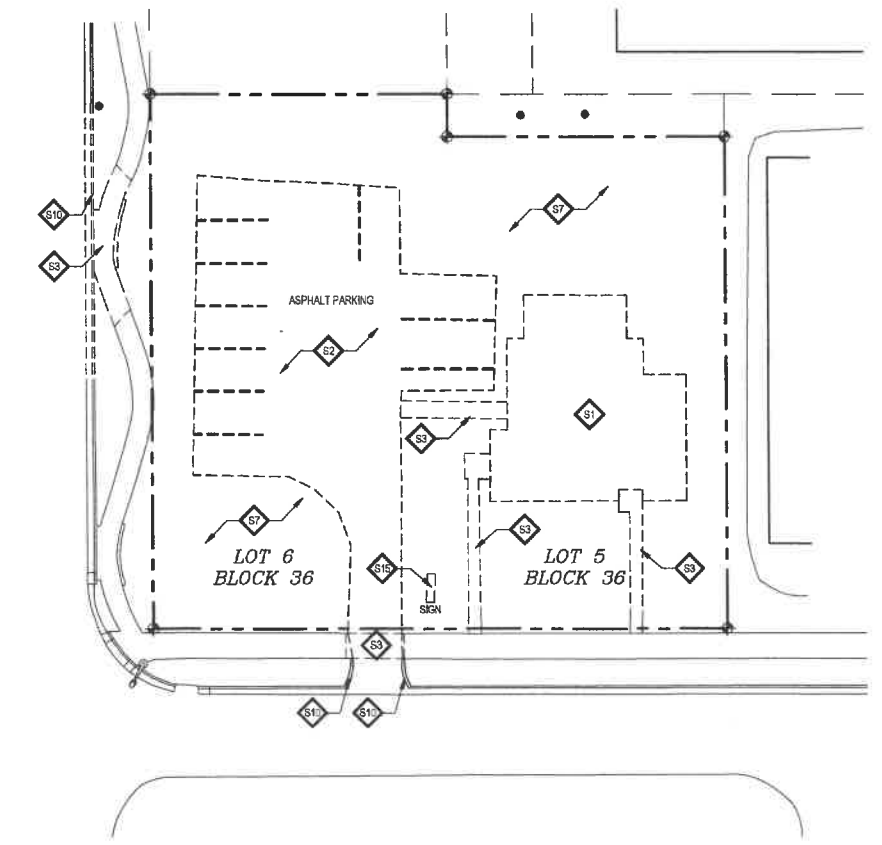 S10
S7
S3
ASPHALT PARKING
S2
S1
S3
S7
S3
LOT 6
BLOCK 36
LOT 5
BLOCK 36
S15
S3
SIGN
S3
S10
S10